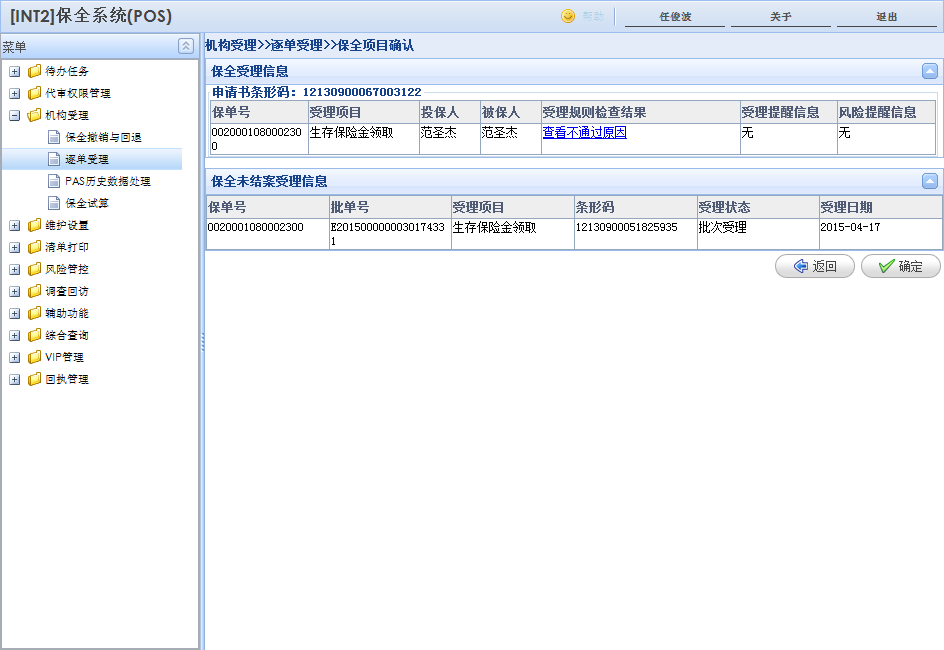 [INT2]保全系统(POS)
帮助
任俊波
关于
退出
菜单
待办任务
代审权限管理
机构受理
保全撤销与回退
逐单受理
PAS历史数据处理
保全试算
维护设置
清单打印
风险管控
调查回访
辅助功能
综合查询
VIP管理
回执管理
机构受理>>逐单受理>>保全项目确认
保全受理信息
申请书条形码: 12130900067003122
保单号 受理项目 投保人 被保人 受理规则检查结果 受理提醒信息 风险提醒信息
002000108000230 生存保险金领取 范圣杰 范圣杰 查看不通过原因 无 无
0
保全未结案受理信息
保单号 批单号 受理项目 条形码 受理状态 受理日期
0020001080002300 E201500000003017433 生存保险金领取 12130900051825935 批次受理 2015-04-17
1
返回
确定